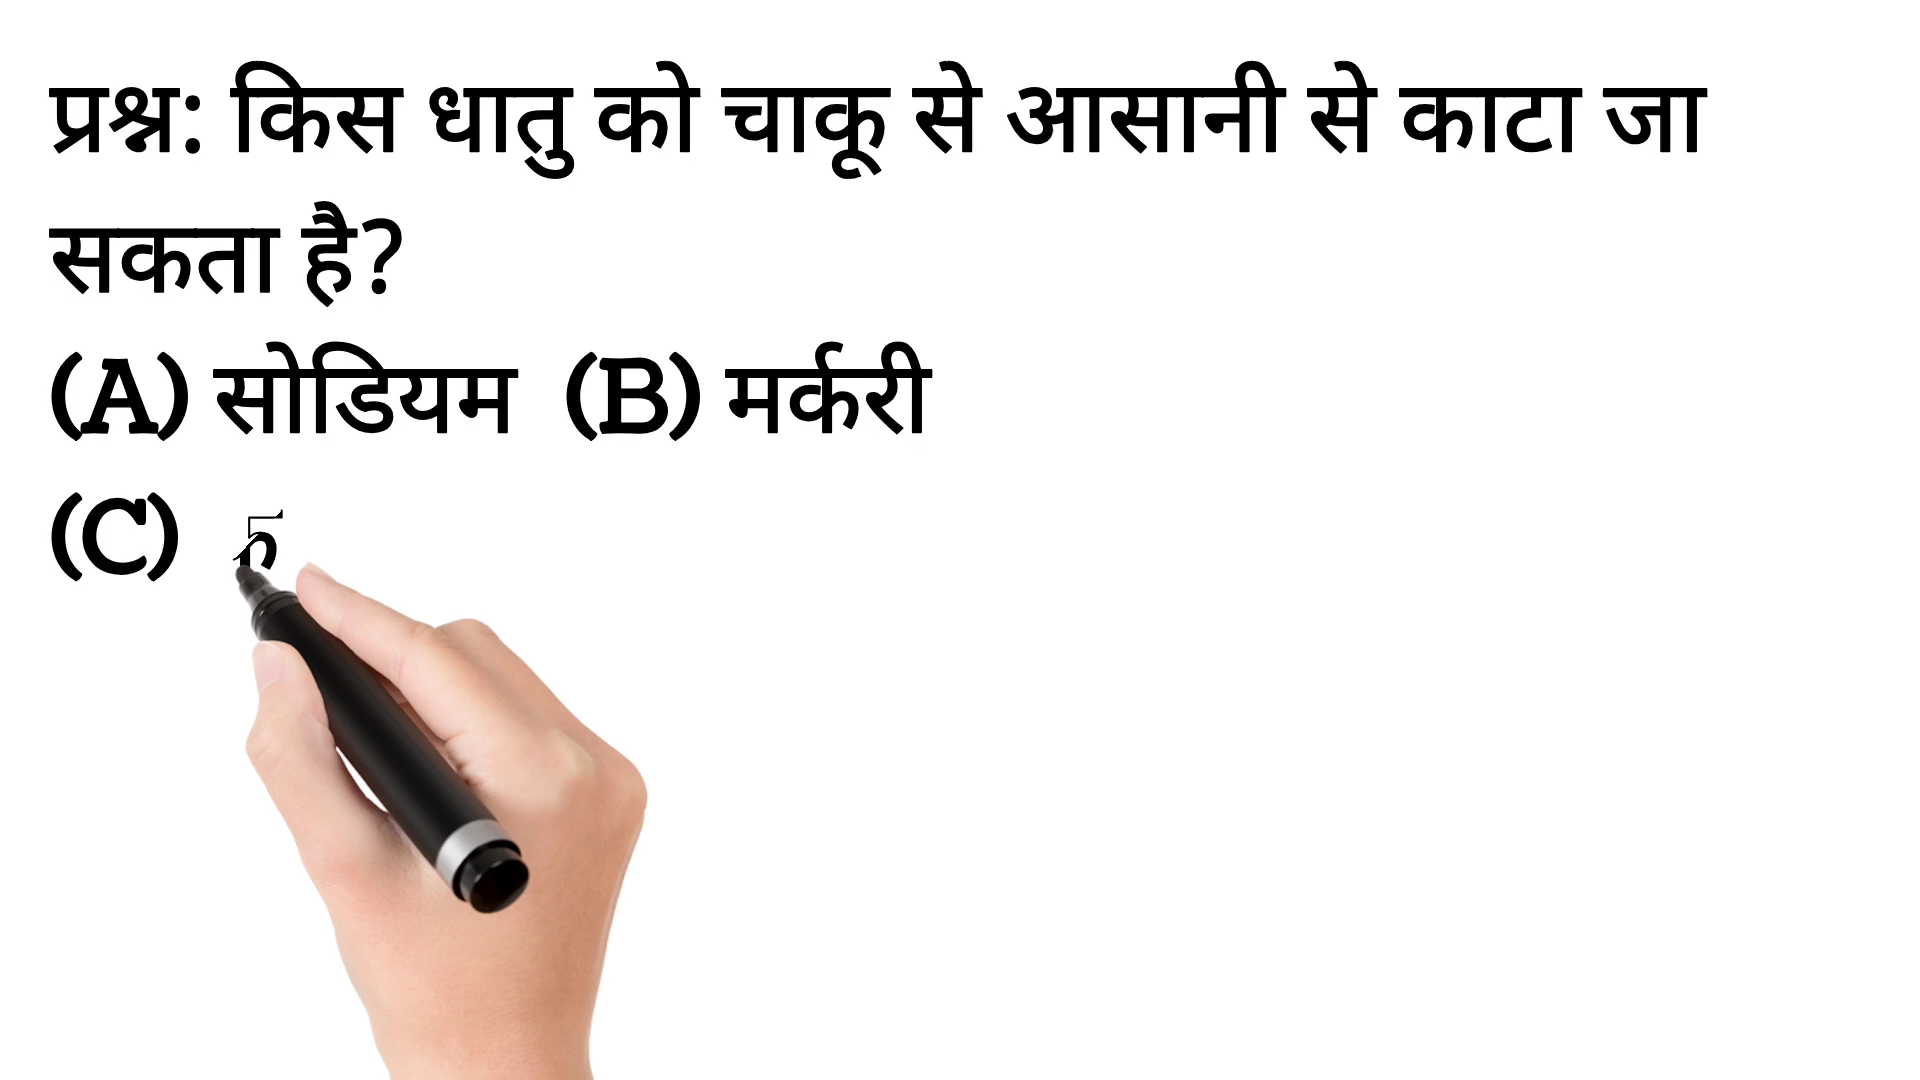 प्रश्न: किस धातु को चाकू से आसानी से काटा जा
सकता है?
(A) सोडियम (B) मर्करी
(C)